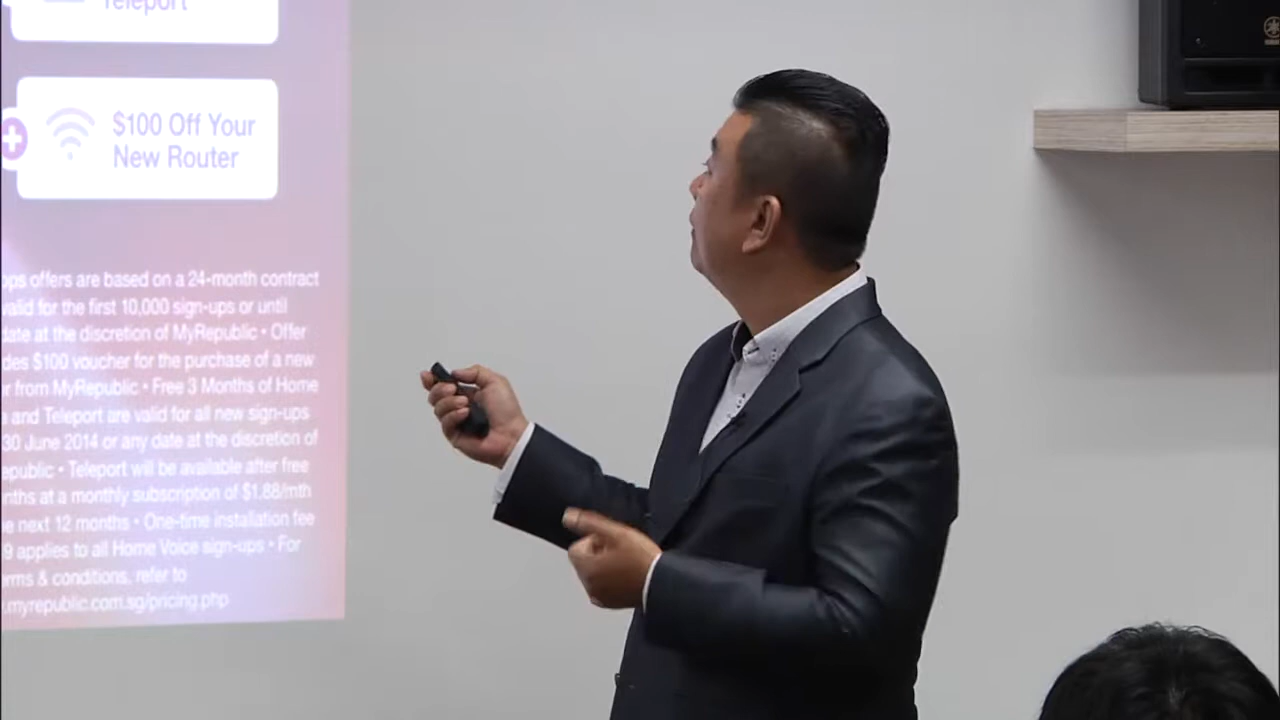 Teleport
$100 Off Your
New Router
ops offers are based on a 24-month contract
valid for the first 10,000 sign-ups or until
date at the discretion of MyRepublic • Offer
des $100 voucher for the purchase of a new
r from MyRepublic • Free 3 Months of Home
e and Teleport are valid for all new sign-ups
30 June 2014 or any date at the discretion of
epublic • Teleport will be available after free
nths at a monthly subscription of $1.88/mth
e next 12 months • One-time installation fee
9 applies to all Home Voice sign-ups • For
rms & conditions, refer to
.myrepublic.com.sg/pricing.php